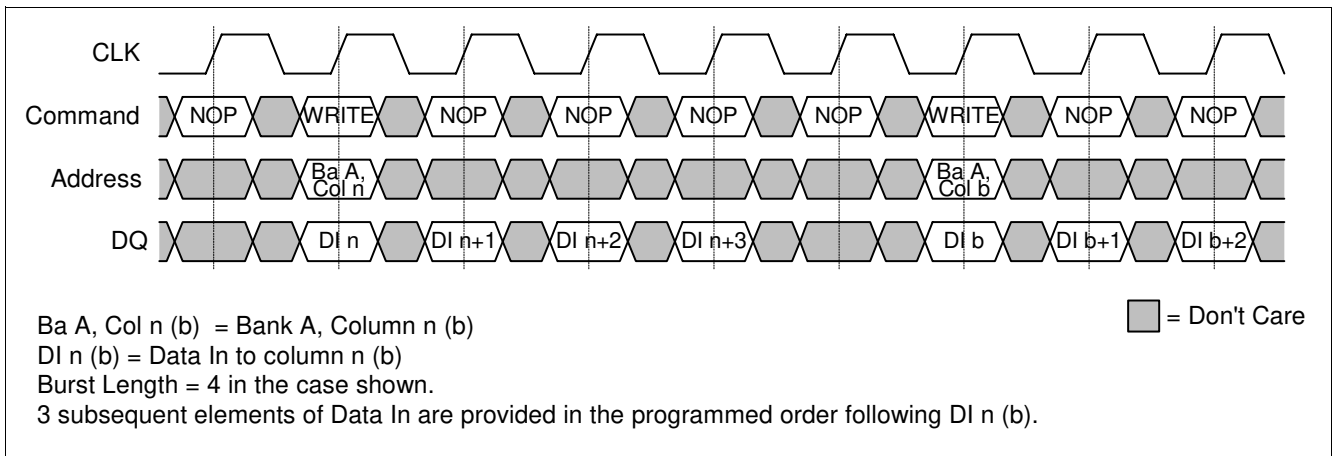 CLK
Command NOP WRITE NOP NOP NOP NOP WRITE NOP NOP
Address Ba A, Col n Ba A, Col b
DQ DI n DI n+1 DI n+2 DI n+3 DI b DI b+1 DI b+2
Ba A, Col n (b) = Bank A, Column n (b)
= Don't Care
DI n (b) = Data In to column n (b)
Burst Length = 4 in the case shown.
3 subsequent elements of Data In are provided in the programmed order following DI n (b).